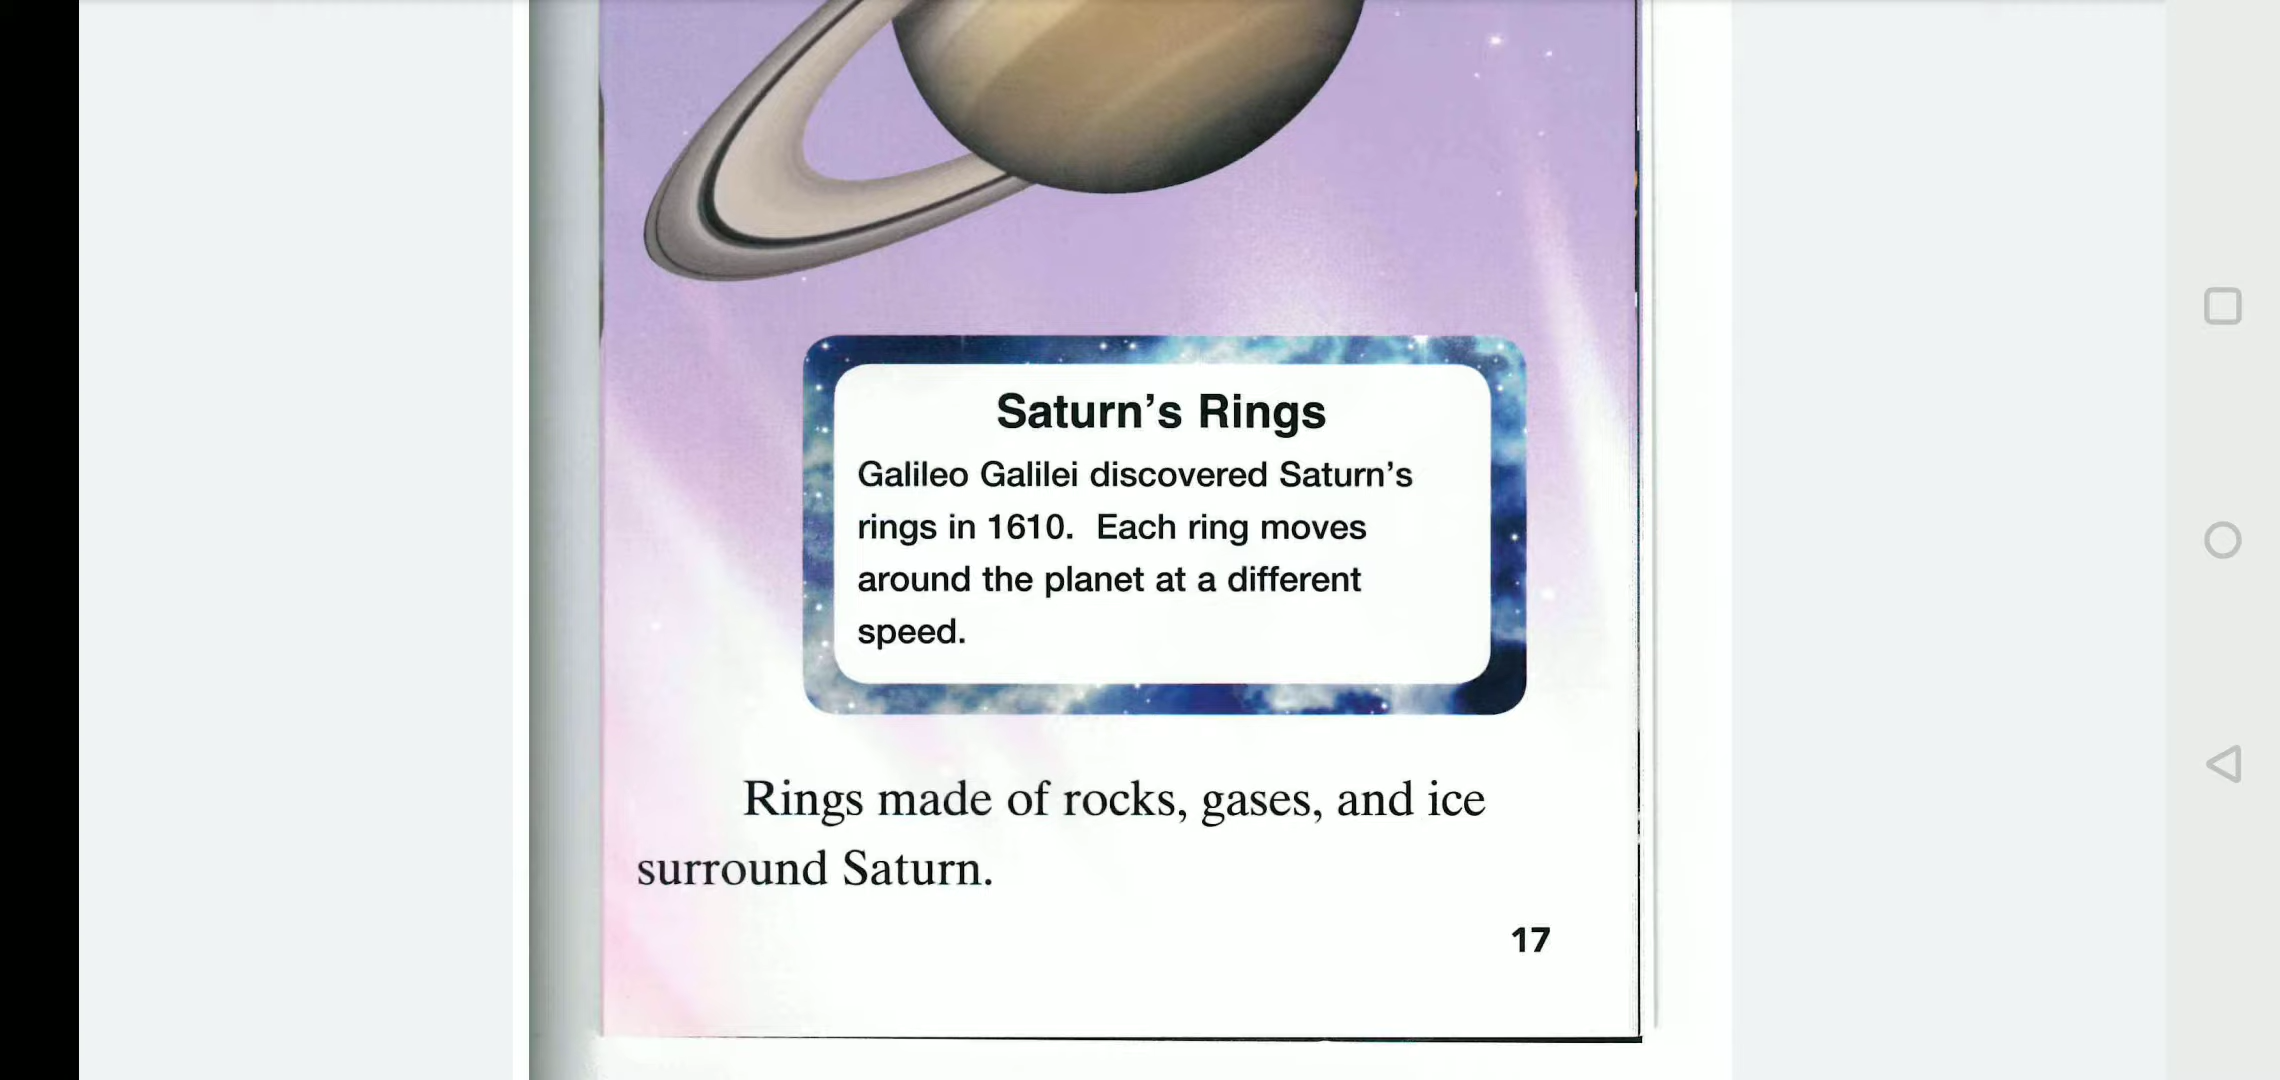 Saturn's Rings
Galileo Galilei discovered Saturn's
rings in 1610.  Each ring moves
around the planet at a different
speed.
Rings made of rocks, gases, and ice
surround Saturn.
17